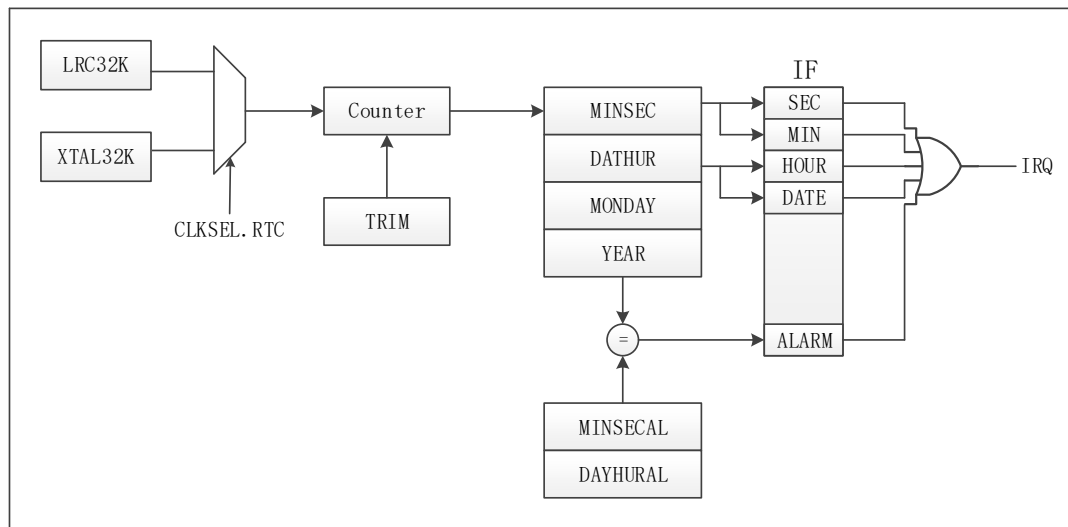 LRC32K
XTAL32K
CLKSEL.RTC
Counter
TRIM
MINSEC
DATHUR
MONDAY
YEAR
=
MINSECAL
DAYHURAL
IF
SEC
MIN
HOUR
DATE
ALARM
IRQ